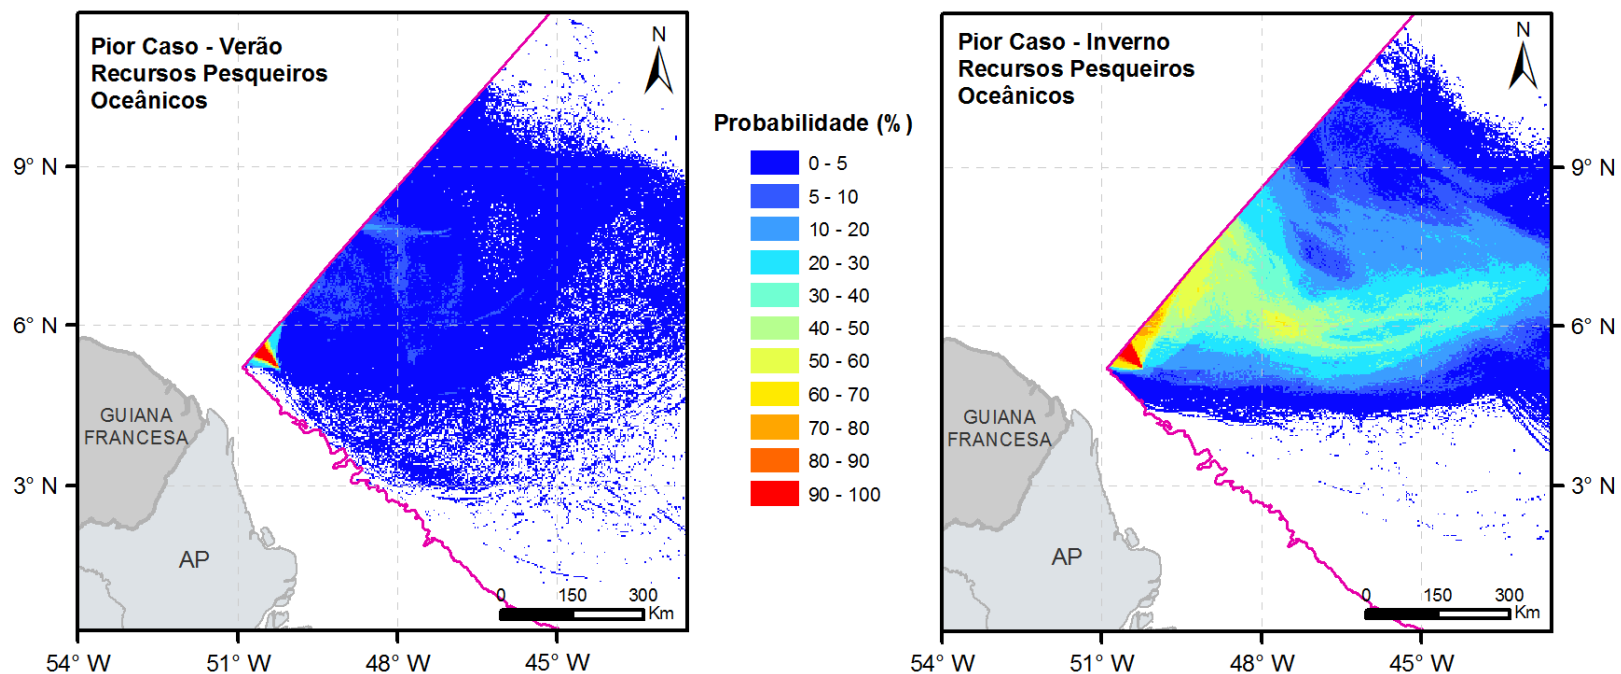 Pior Caso - Verão
Recursos Pesqueiros
Oceânicos
N
9° N
6° N
3° N
GUIANA
FRANCESA
AP
0 150 300
Km
54° W 51° W 48° W 45° W
Probabilidade (%)
0 - 5
5 - 10
10 - 20
20 - 30
30 - 40
40 - 50
50 - 60
60 - 70
70 - 80
80 - 90
90 - 100
Pior Caso - Inverno
Recursos Pesqueiros
Oceânicos
N
9° N
6° N
3° N
GUIANA
FRANCESA
AP
0 150 300
Km
54° W 51° W 48° W 45° W